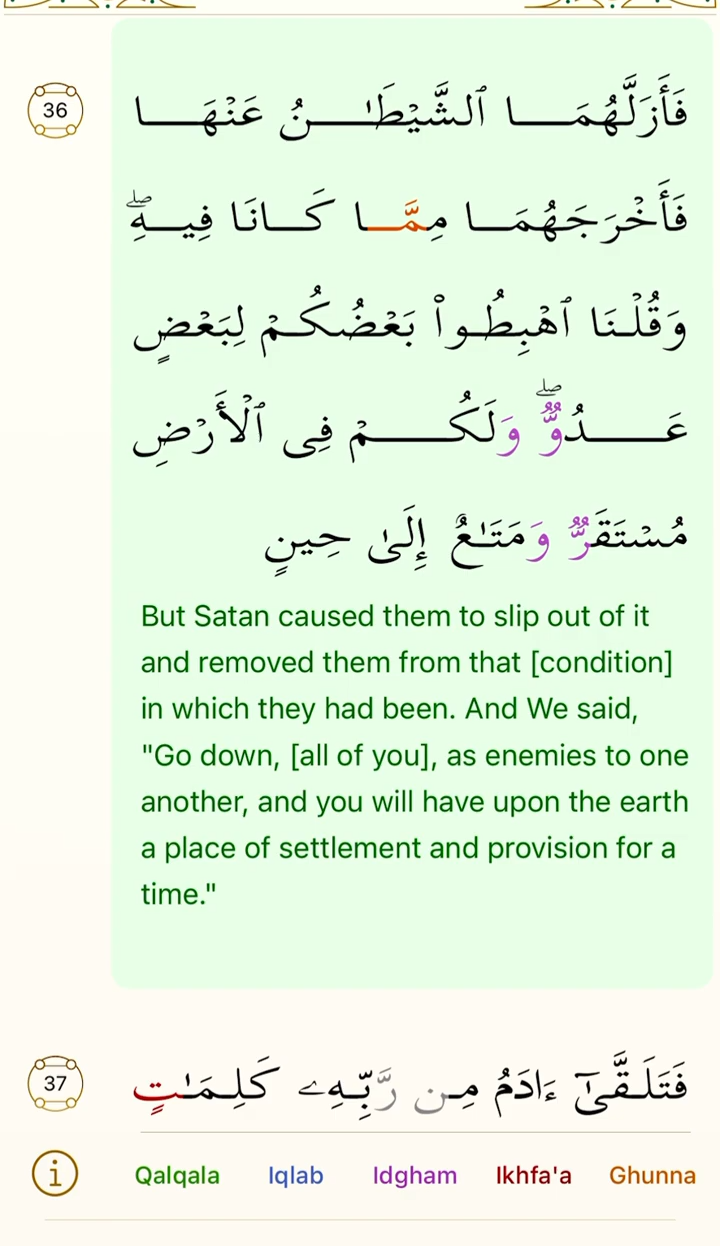 36
فَأَزَلَّهُمَا ٱلشَّيْطَـٰنُ عَنْهَا
فَأَخْرَجَهُمَا مِمَّا كَانَا فِيهِۖ
وَقُلْنَا ٱهْبِطُوا۟ بَعْضُكُمْ لِبَعْضٍ
عَدُوٌّۖ وَلَكُمْ فِى ٱلْأَرْضِ
مُسْتَقَرٌّ وَمَتَـٰعٌ إِلَىٰ حِينٍ
But Satan caused them to slip out of it
and removed them from that [condition]
in which they had been. And We said,
"Go down, [all of you], as enemies to one
another, and you will have upon the earth
a place of settlement and provision for a
time."
37
فَتَلَقَّىٰٓ ءَادَمُ مِن رَّبِّهِۦ كَلِمَـٰتٍ
Qalqala Iqlab Idgham Ikhfa'a Ghunna